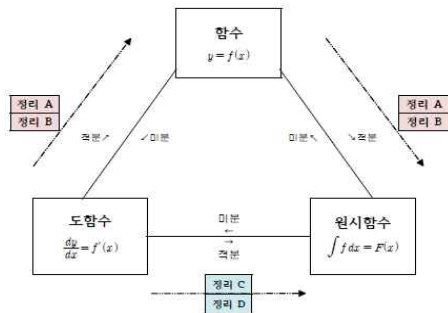 함수
y = f(x)
정리 A
정리 B
정리 A
정리 B
적분↗
↙미분
미분↖
↘적분
도함수
dy/dx = f'(x)
미분
←
→
적분
원시함수
∫ f dx = F(x)
정리 C
정리 D